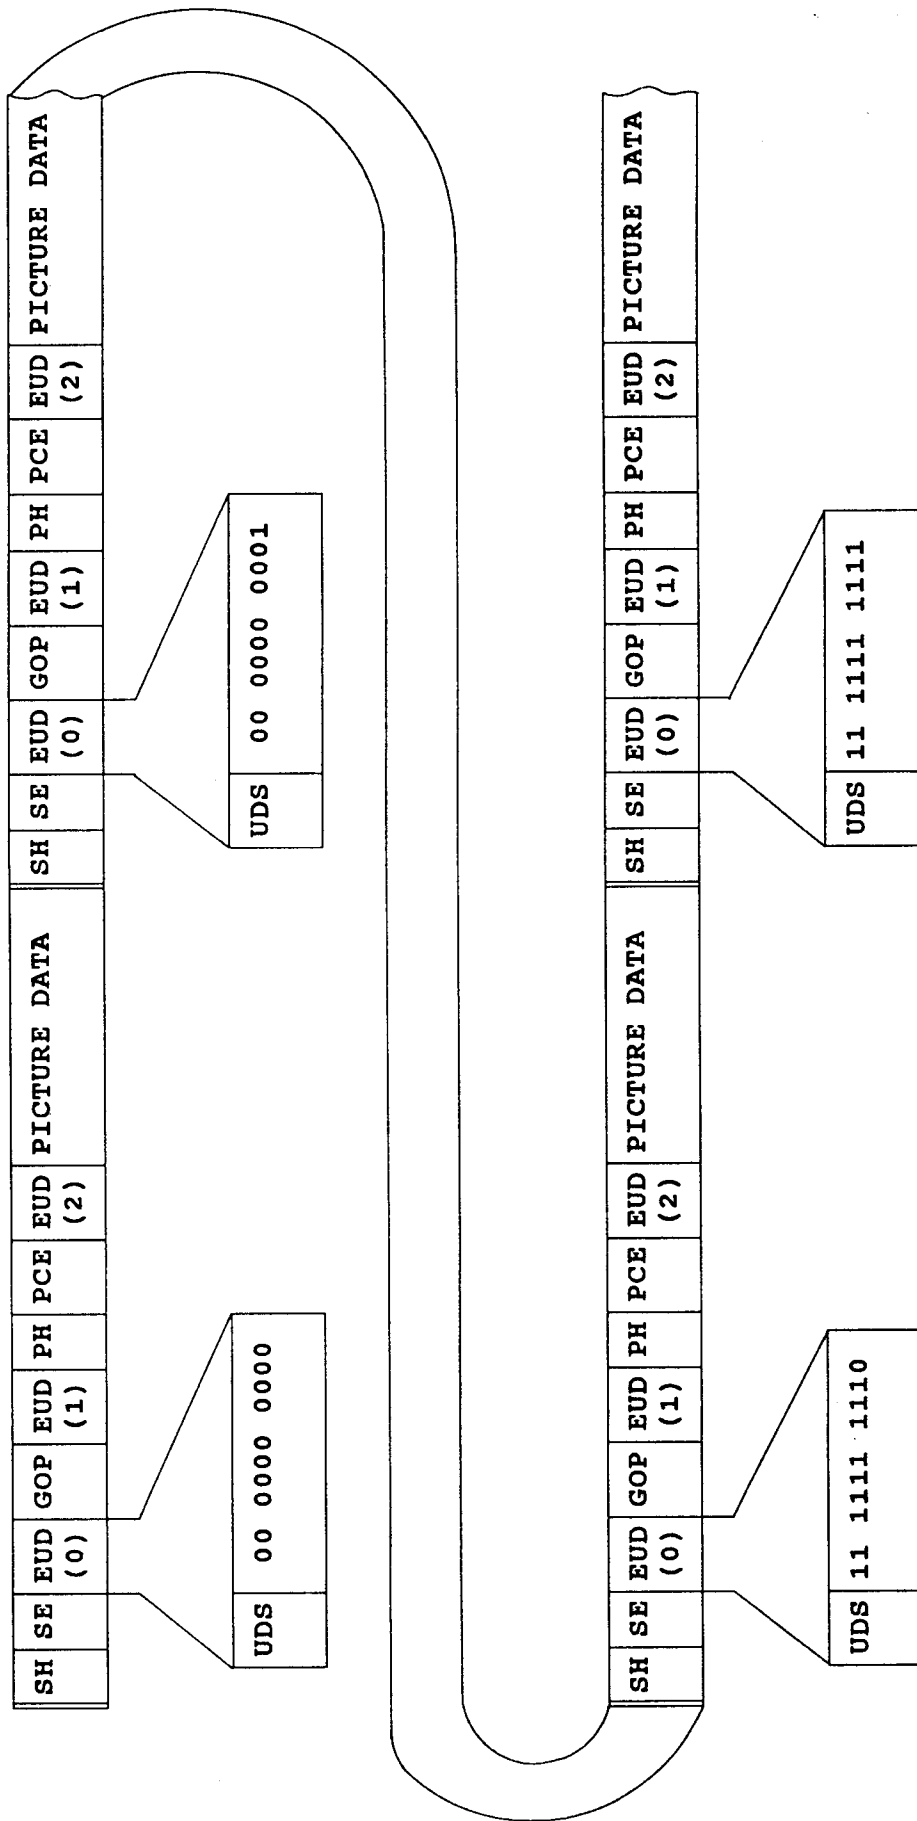 SH SE EUD (0) GOP EUD (1) PH PCE EUD (2) PICTURE DATA SH SE EUD (0) GOP EUD (1) PH PCE EUD (2) PICTURE DATA
UDS 00 0000 0000
UDS 00 0000 0001
SH SE EUD (0) GOP EUD (1) PH PCE EUD (2) PICTURE DATA SH SE EUD (0) GOP EUD (1) PH PCE EUD (2) PICTURE DATA
UDS 11 1111 1110
UDS 11 1111 1111